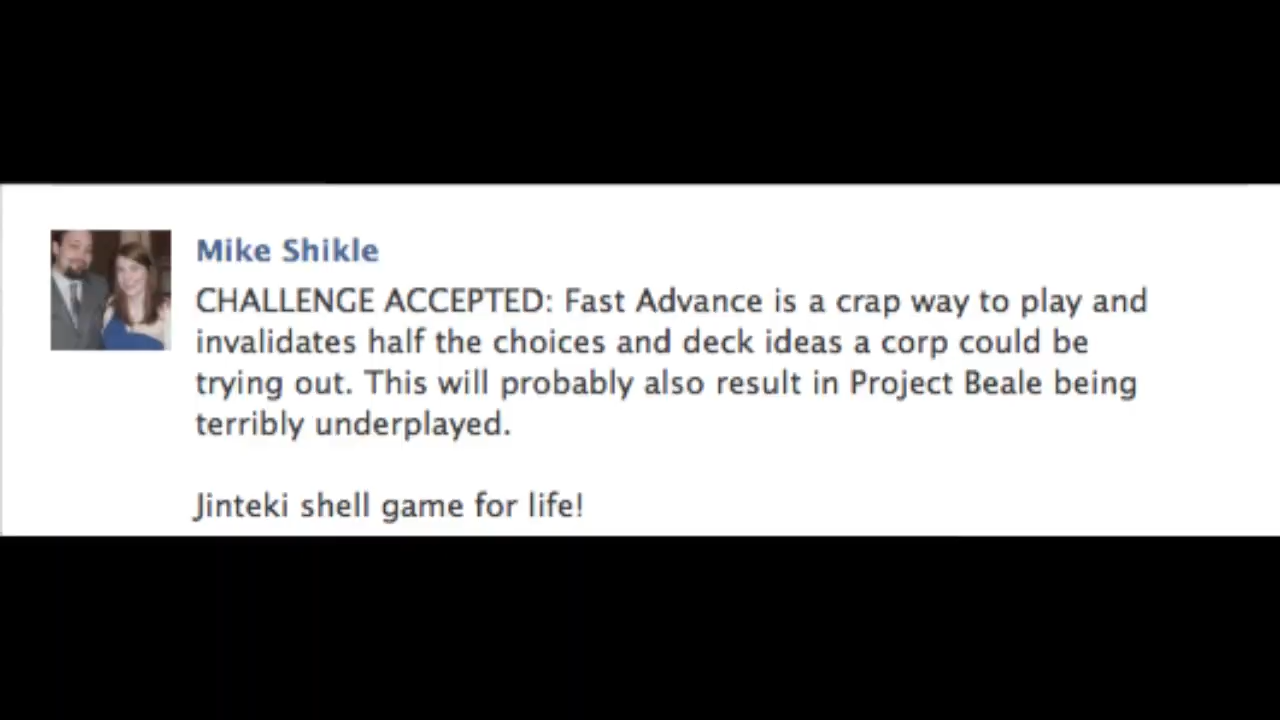 Mike Shikle
CHALLENGE ACCEPTED: Fast Advance is a crap way to play and
invalidates half the choices and deck ideas a corp could be
trying out. This will probably also result in Project Beale being
terribly underplayed.
Jinteki shell game for life!